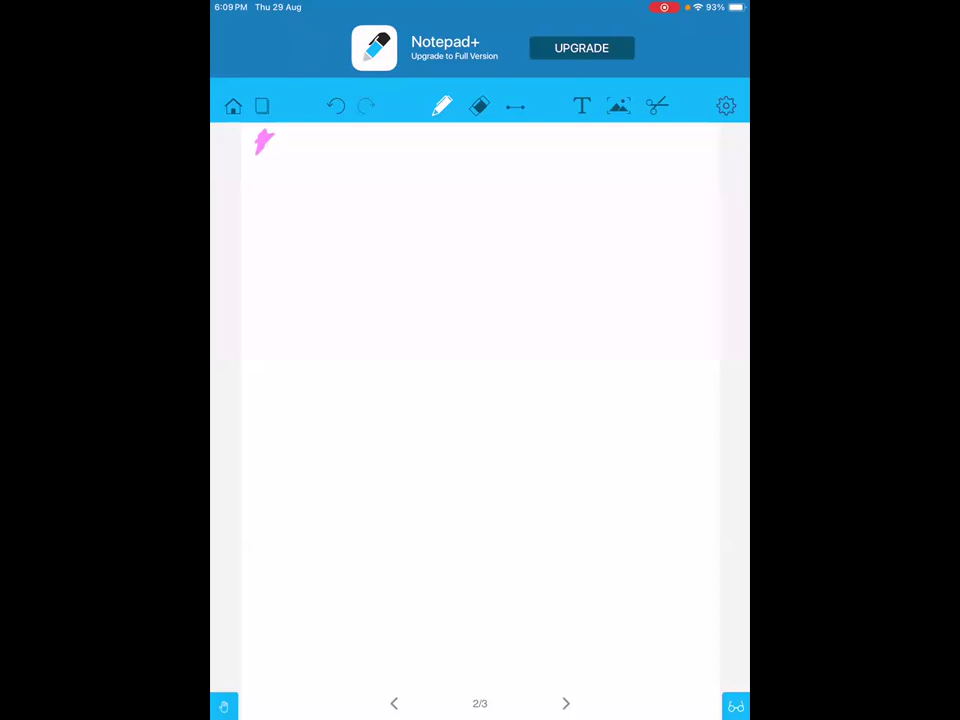 6:09 PM Thu 29 Aug 93%
Notepad+
Upgrade to Full Version
UPGRADE
T
2/3